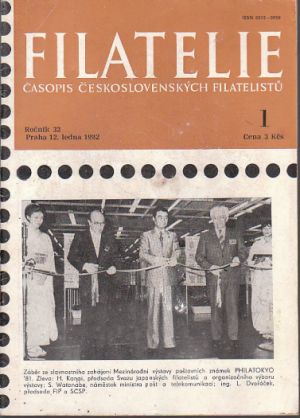 ISSN 0015-0959
FILATELIE
ČASOPIS ČESKOSLOVENSKÝCH FILATELISTŮ
1
Ročník 32
Praha 12. ledna 1982
Cena 3 Kčs
Záběr ze slavnostního zahájení Mezinárodní výstavy poštovních známek PHILATOKYO
'81. Zleva: H. Kanai, předseda Svazu japonských filatelistů a organizačního výboru
výstavy; S. Watanabe, náměstek ministra pošt a telekomunikací; ing. L. Dvořáček,
předseda FIP a SČSF.